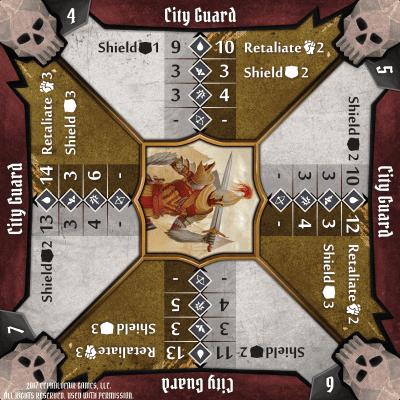 4
City Guard
Shield 1 9 10 Retaliate 2
3 3 Shield 2
3 4
- -
5
City Guard
Shield 2 10 12 Retaliate 2
3 3 Shield 3
3 4
- -
6
City Guard
Shield 2 11 13 Retaliate 3
3 3 Shield 3
4 5
- -
7
City Guard
Shield 2 13 14 Retaliate 3
3 3 Shield 3
4 6
- -
2017 CEPHALOFAIR GAMES, LLC.
ALL RIGHTS RESERVED. USED WITH PERMISSION.